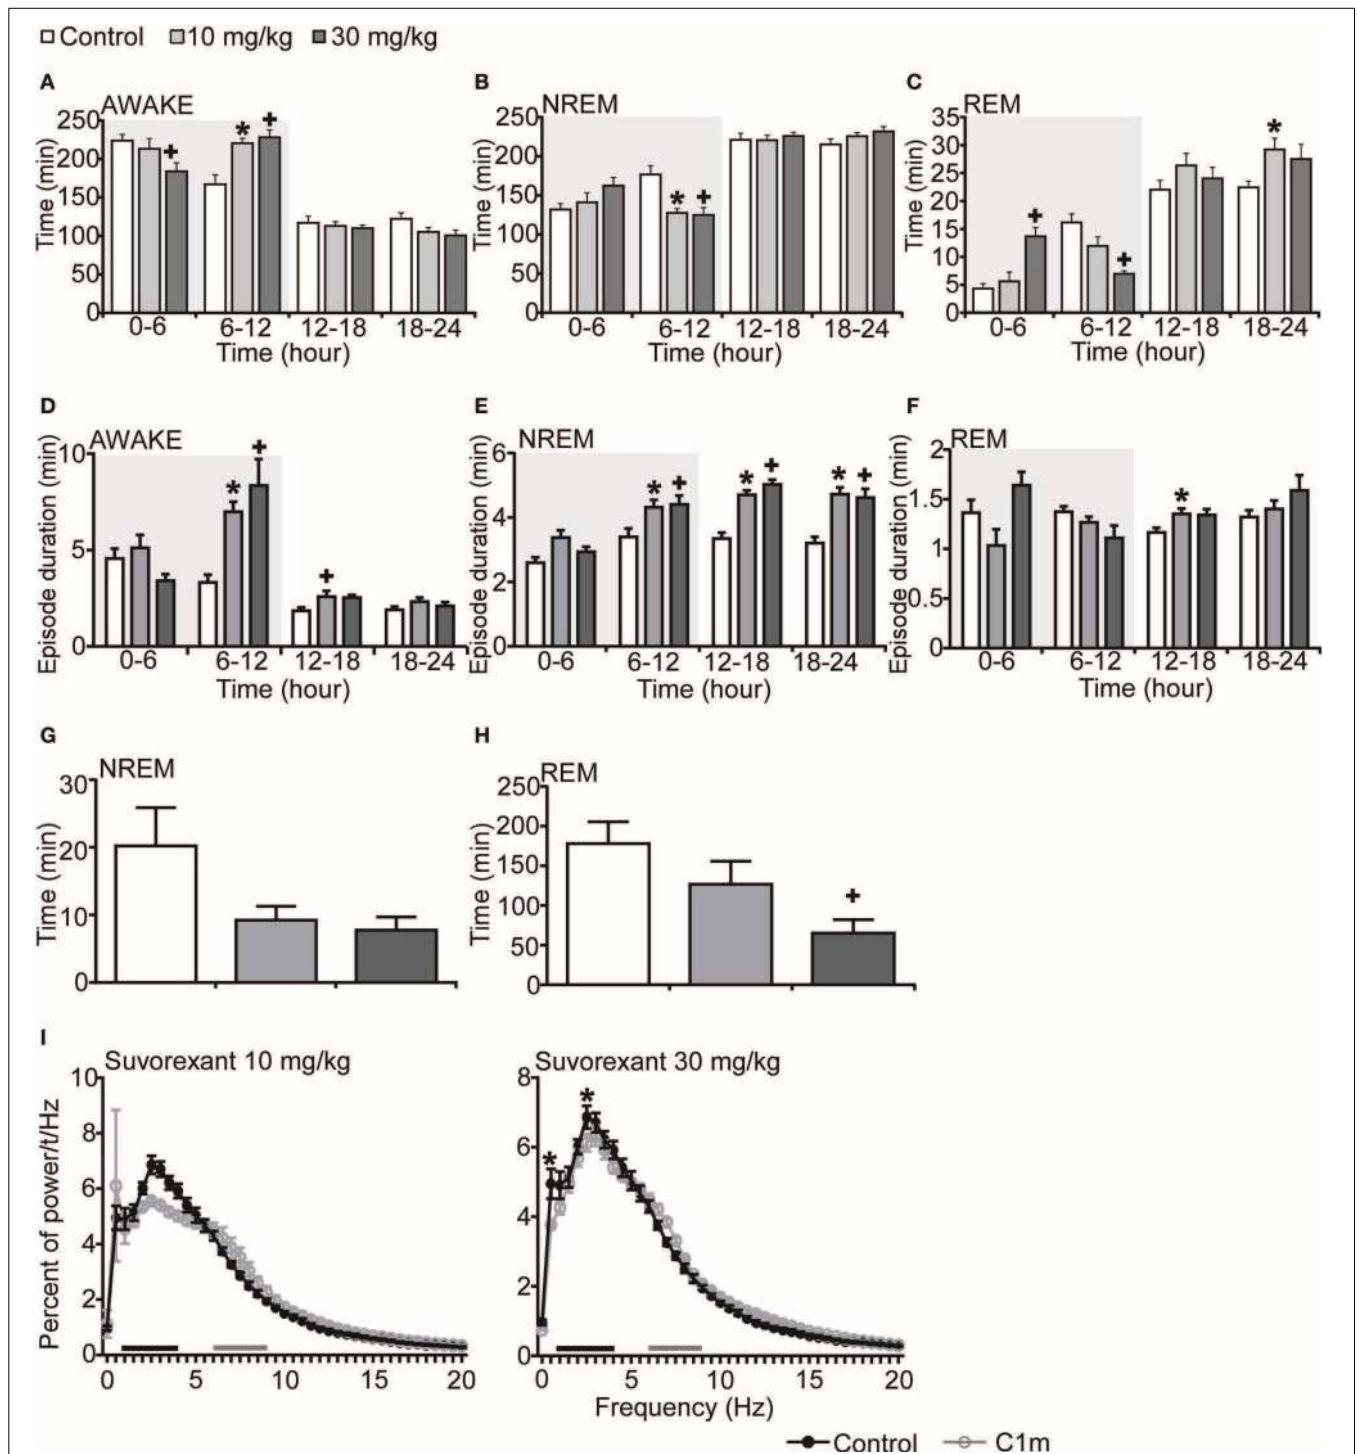 Control 10 mg/kg 30 mg/kg
A
AWAKE
Time (min)
250
200
150
100
50
0
+
*
+
0-6 6-12 12-18 18-24
Time (hour)
B
NREM
Time (min)
250
200
150
100
50
0
*
+
0-6 6-12 12-18 18-24
Time (hour)
C
REM
Time (min)
35
30
25
20
15
10
5
0
+
+
*
0-6 6-12 12-18 18-24
Time (hour)
D
AWAKE
Episode duration (min)
10
5
0
*
+
+
0-6 6-12 12-18 18-24
Time (hour)
E
NREM
Episode duration (min)
6
4
2
0
*
+
*
+
*
+
0-6 6-12 12-18 18-24
Time (hour)
F
REM
Episode duration (min)
2
1.5
1
0.5
0
*
0-6 6-12 12-18 18-24
Time (hour)
G
NREM
Time (min)
30
20
10
0
H
REM
Time (min)
250
200
150
100
50
0
+
I
Suvorexant 10 mg/kg
Percent of power/t/Hz
10
8
6
4
2
0
0 5 10 15 20
Suvorexant 30 mg/kg
8
6
4
2
0
*
*
0 5 10 15 20
Frequency (Hz)
Control C1m